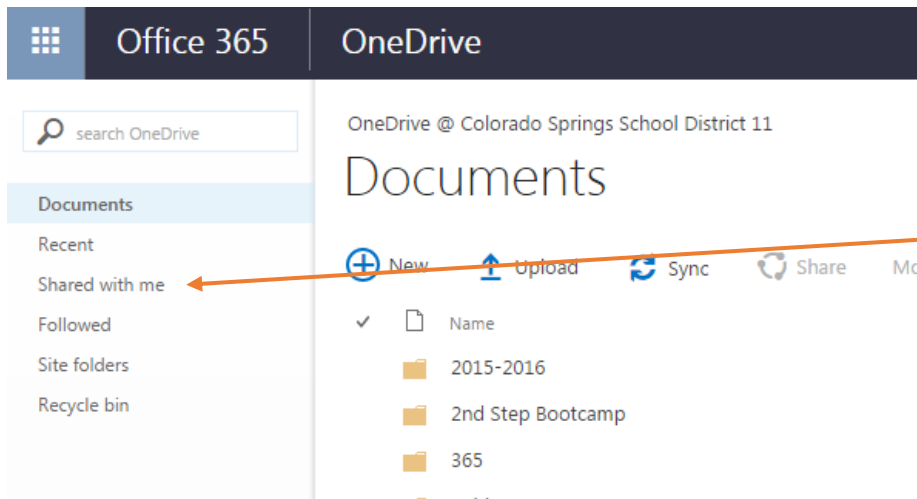 Office 365 OneDrive
search OneDrive
Documents
Recent
Shared with me
Followed
Site folders
Recycle bin
OneDrive @ Colorado Springs School District 11
Documents
New Upload Sync Share
Name
2015-2016
2nd Step Bootcamp
365